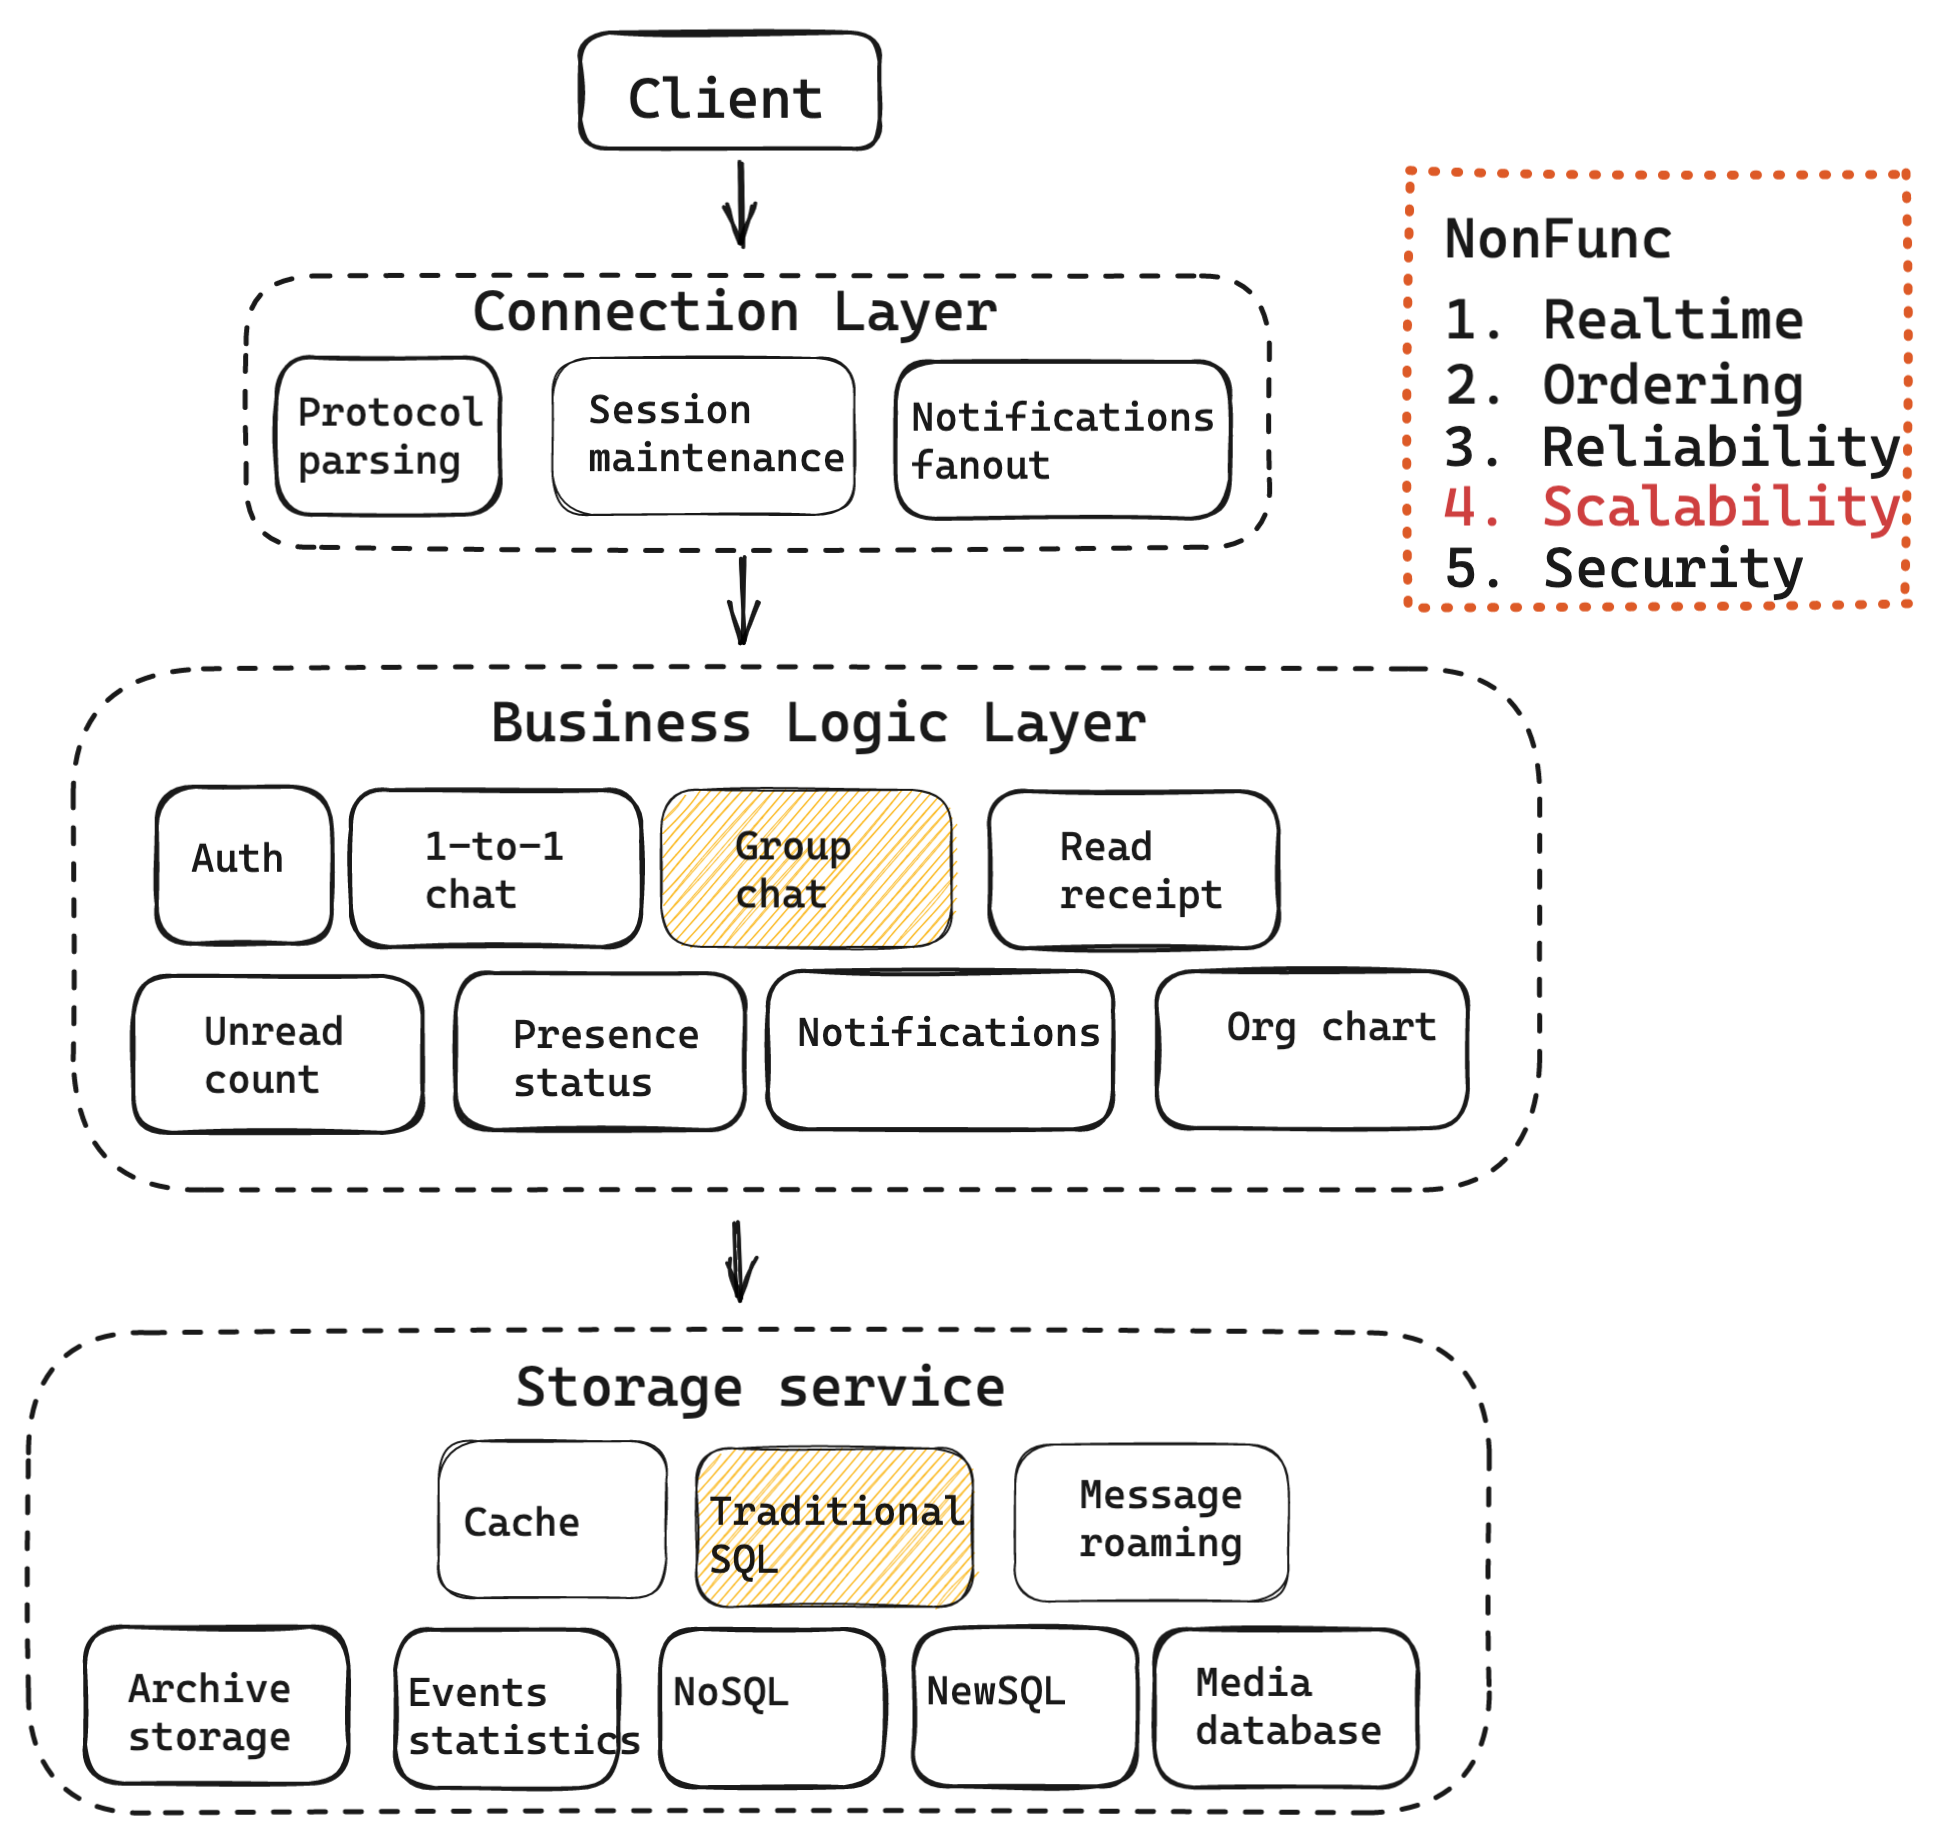 Client
Connection Layer
Protocol
parsing
Session
maintenance
Notifications
fanout
NonFunc
1. Realtime
2. Ordering
3. Reliability
4. Scalability
5. Security
Business Logic Layer
Auth
1-to-1
chat
Group
chat
Read
receipt
Unread
count
Presence
status
Notifications
Org chart
Storage service
Cache
Traditional
SQL
Message
roaming
Archive
storage
Events
statistics
NoSQL
NewSQL
Media
database